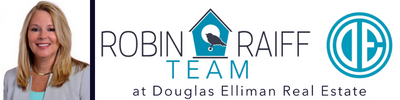 ROBIN RAIFF
TEAM
at Douglas Elliman Real Estate
DE